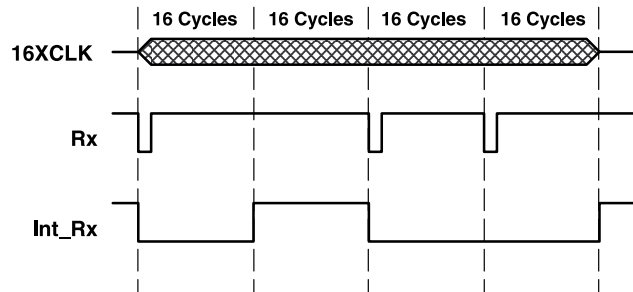 16 Cycles 16 Cycles 16 Cycles 16 Cycles
16XCLK
Rx
Int_Rx